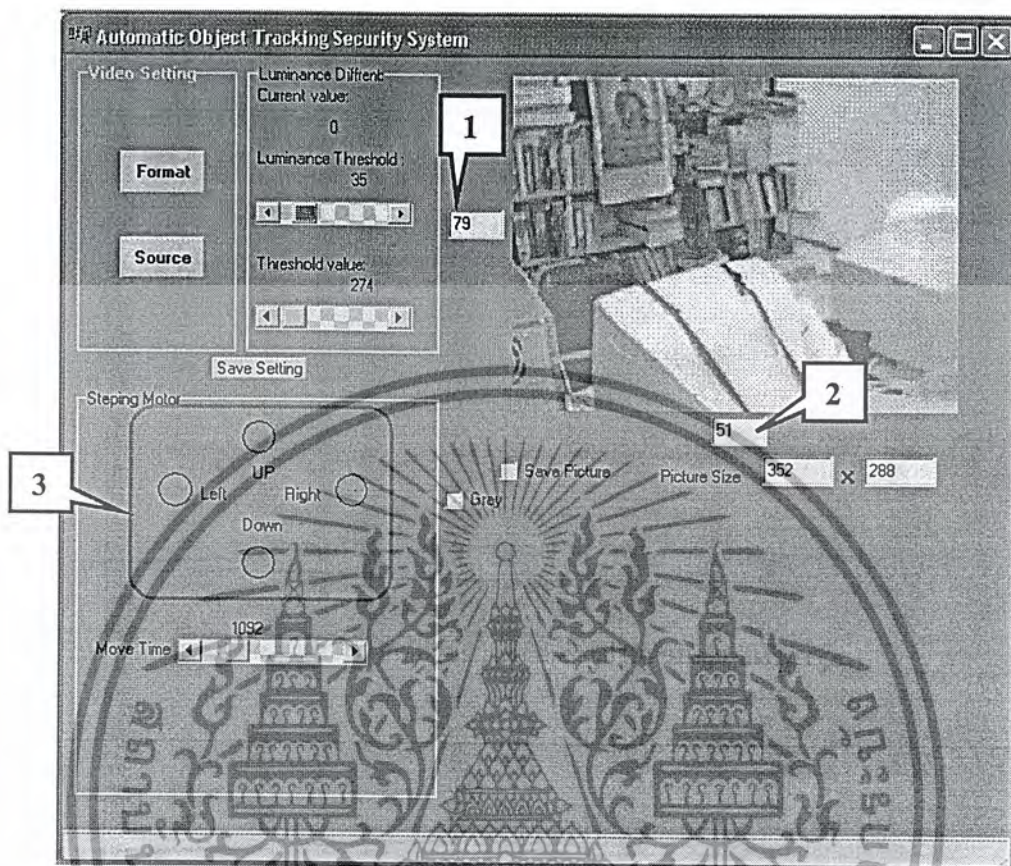 Automatic Object Tracking Security System
Video Setting
Format
Source
Luminance Diffrent
Current value:
0
Luminance Threshold :
35
Threshold value:
274
Save Setting
1
79
2
51
Picture Size 352 × 288
Save Picture
Gray
Steping Motor
3
UP
Left Right
Down
1092
Move Time